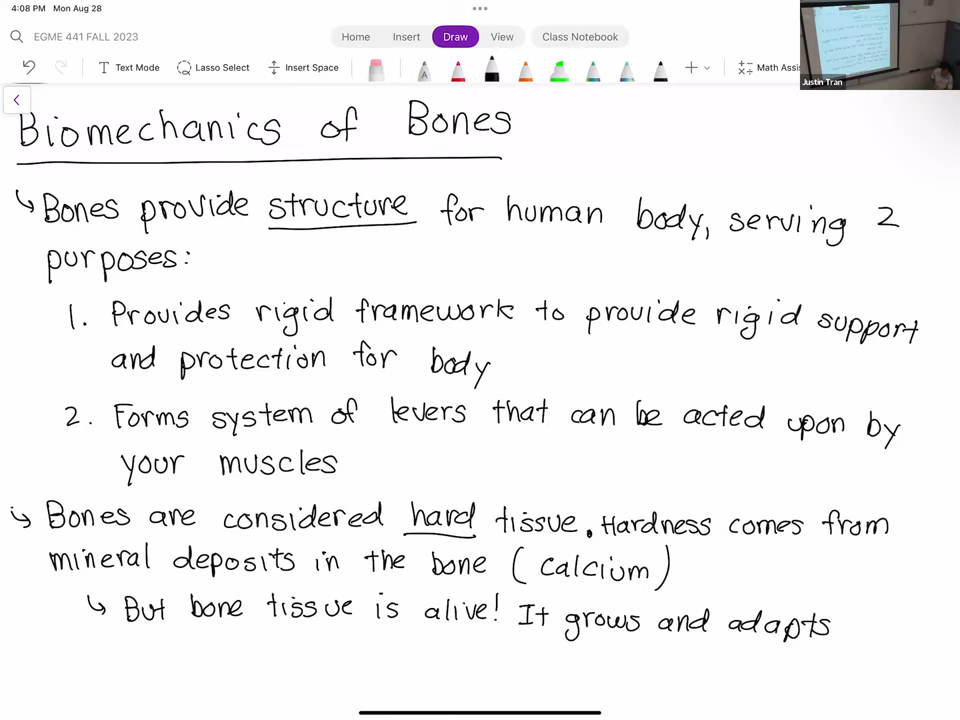 4:08 PM Mon Aug 28
EGME 441 FALL 2023
Home Insert Draw View Class Notebook
Text Mode Lasso Select Insert Space Math Assis
Justin Tran
Biomechanics of Bones
↳ Bones provide structure for human body, serving 2
purposes:
1. Provides rigid framework to provide rigid support
and protection for body
2. Forms system of levers that can be acted upon by
your muscles
↳ Bones are considered hard tissue. Hardness comes from
mineral deposits in the bone (calcium)
↳ But bone tissue is alive! It grows and adapts